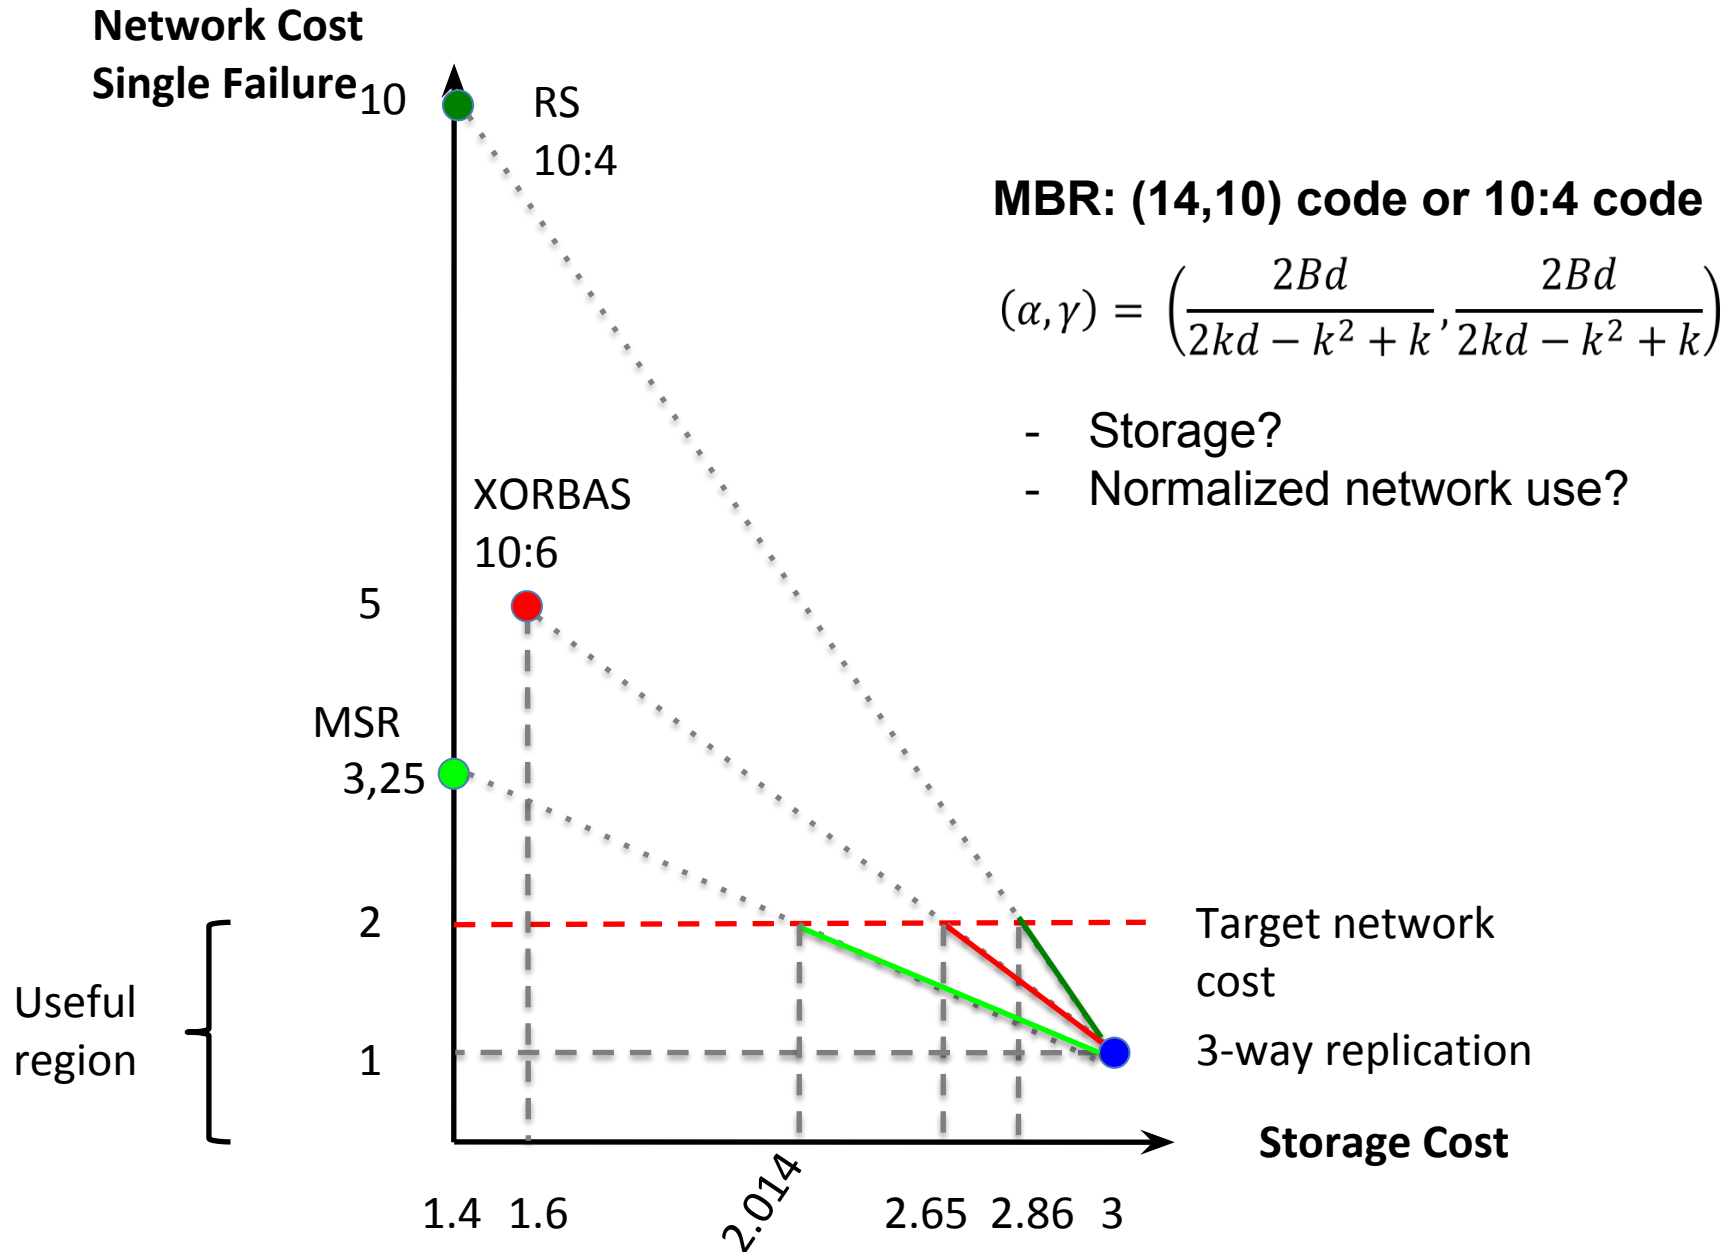 Network Cost
Single Failure
10
RS
10:4
MBR: (14,10) code or 10:4 code
(α, γ) = (2Bd / 2kd − k² + k, 2Bd / 2kd − k² + k)
- Storage?
- Normalized network use?
XORBAS
10:6
5
MSR
3,25
2
Target network
cost
Useful
region
1
3-way replication
Storage Cost
1.4
1.6
2.014
2.65
2.86
3